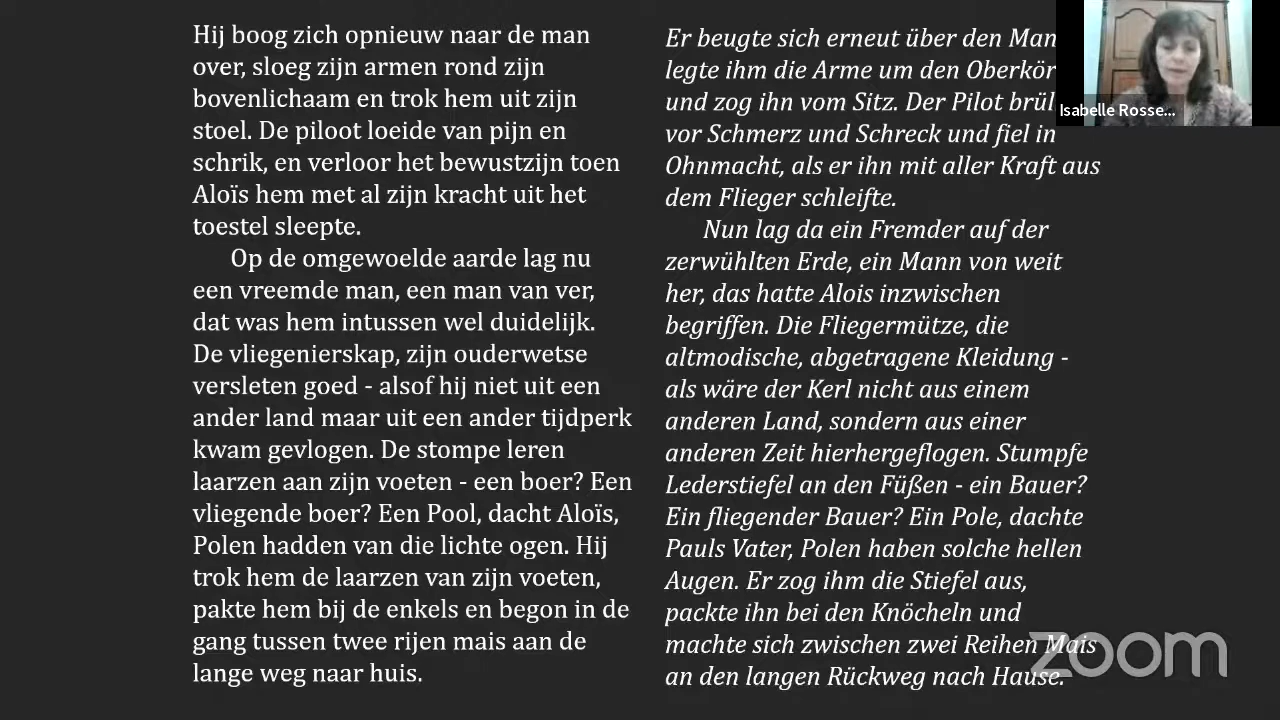 Hij boog zich opnieuw naar de man
over, sloeg zijn armen rond zijn
bovenlichaam en trok hem uit zijn
stoel. De piloot loeide van pijn en
schrik, en verloor het bewustzijn toen
Aloïs hem met al zijn kracht uit het
toestel sleepte.
Op de omgewoelde aarde lag nu
een vreemde man, een man van ver,
dat was hem intussen wel duidelijk.
De vliegenierskap, zijn ouderwetse
versleten goed - alsof hij niet uit een
ander land maar uit een ander tijdperk
kwam gevlogen. De stompe leren
laarzen aan zijn voeten - een boer? Een
vliegende boer? Een Pool, dacht Aloïs,
Polen hadden van die lichte ogen. Hij
trok hem de laarzen van zijn voeten,
pakte hem bij de enkels en begon in de
gang tussen twee rijen mais aan de
lange weg naar huis.
Er beugte sich erneut über den
legte ihm die Arme um den
und zog ihn vom Sitz. Der Pilot
vor Schmerz und Schreck und fiel in
Ohnmacht, als er ihn mit aller Kraft aus
dem Flieger schleifte.
Nun lag da ein Fremder auf der
zerwühlten Erde, ein Mann von weit
her, das hatte Alois inzwischen
begriffen. Die Fliegermütze, die
altmodische, abgetragene Kleidung -
als wäre der Kerl nicht aus einem
anderen Land, sondern aus einer
anderen Zeit hierhergeflogen. Stumpfe
Lederstiefel an den Füßen - ein Bauer?
Ein fliegender Bauer? Ein Pole, dachte
Pauls Vater, Polen haben solche hellen
Augen. Er zog ihm die Stiefel aus,
packte ihn bei den Knöcheln und
machte sich zwischen zwei Reihen Mais
an den langen Rückweg nach Hause.
Isabelle Rosse...
zoom